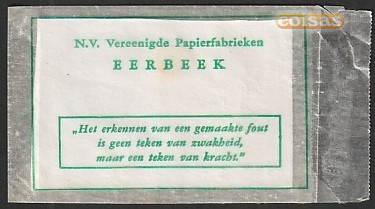 coisas
N.V. Vereenigde Papierfabrieken
EERBEEK
„Het erkennen van een gemaakte fout
is geen teken van zwakheid,
maar een teken van kracht.”